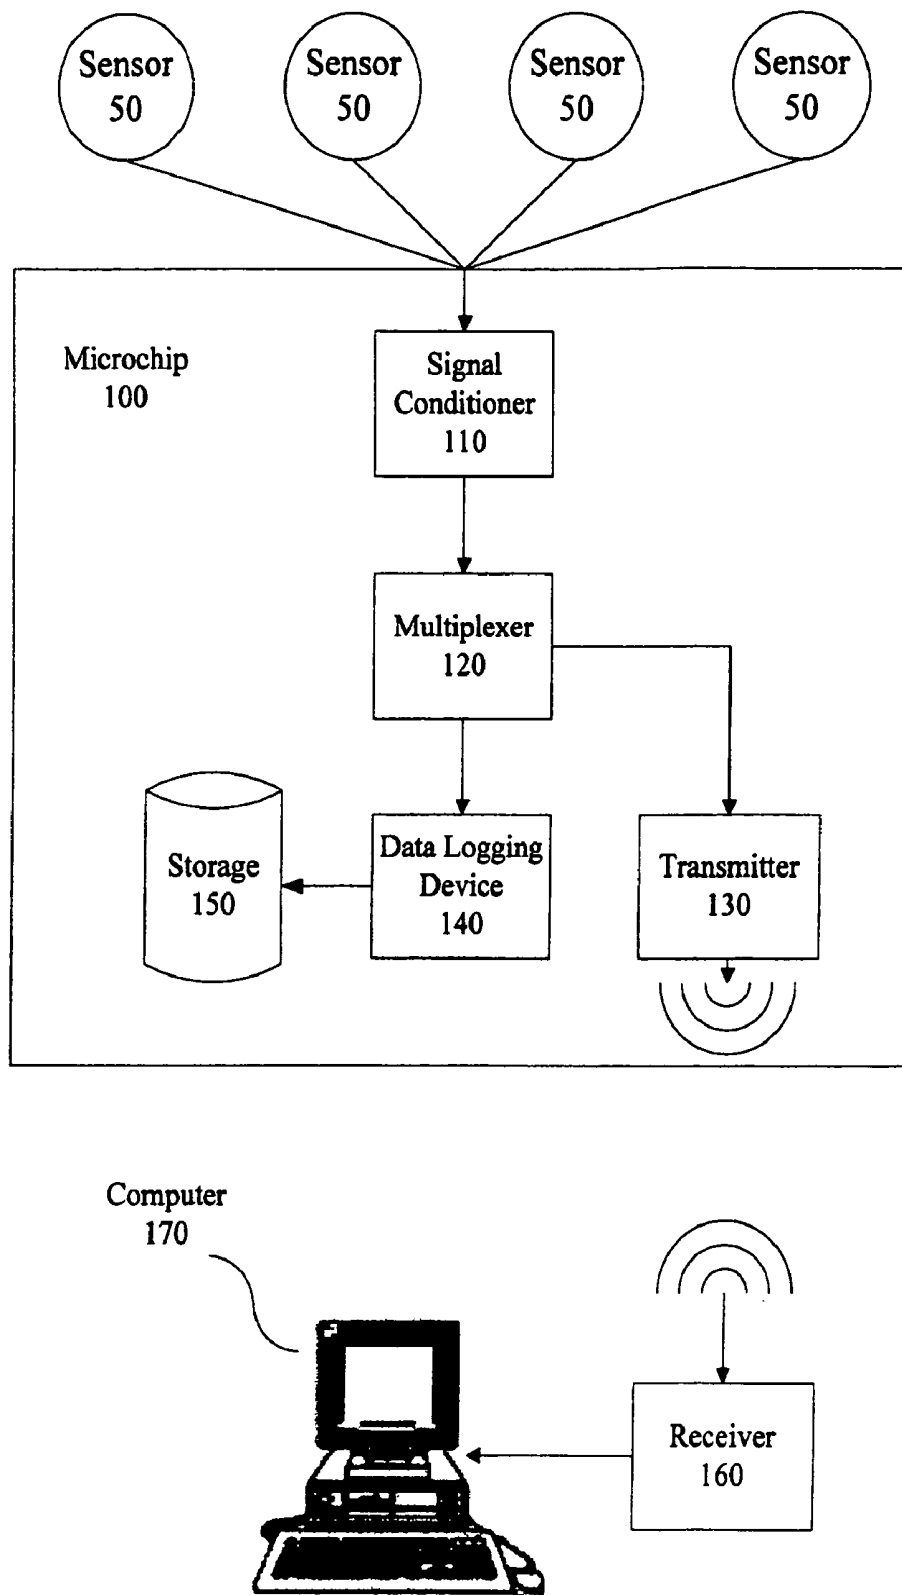 Sensor
50
Sensor
50
Sensor
50
Sensor
50
Microchip
100
Signal
Conditioner
110
Multiplexer
120
Storage
150
Data Logging
Device
140
Transmitter
130
Computer
170
Receiver
160